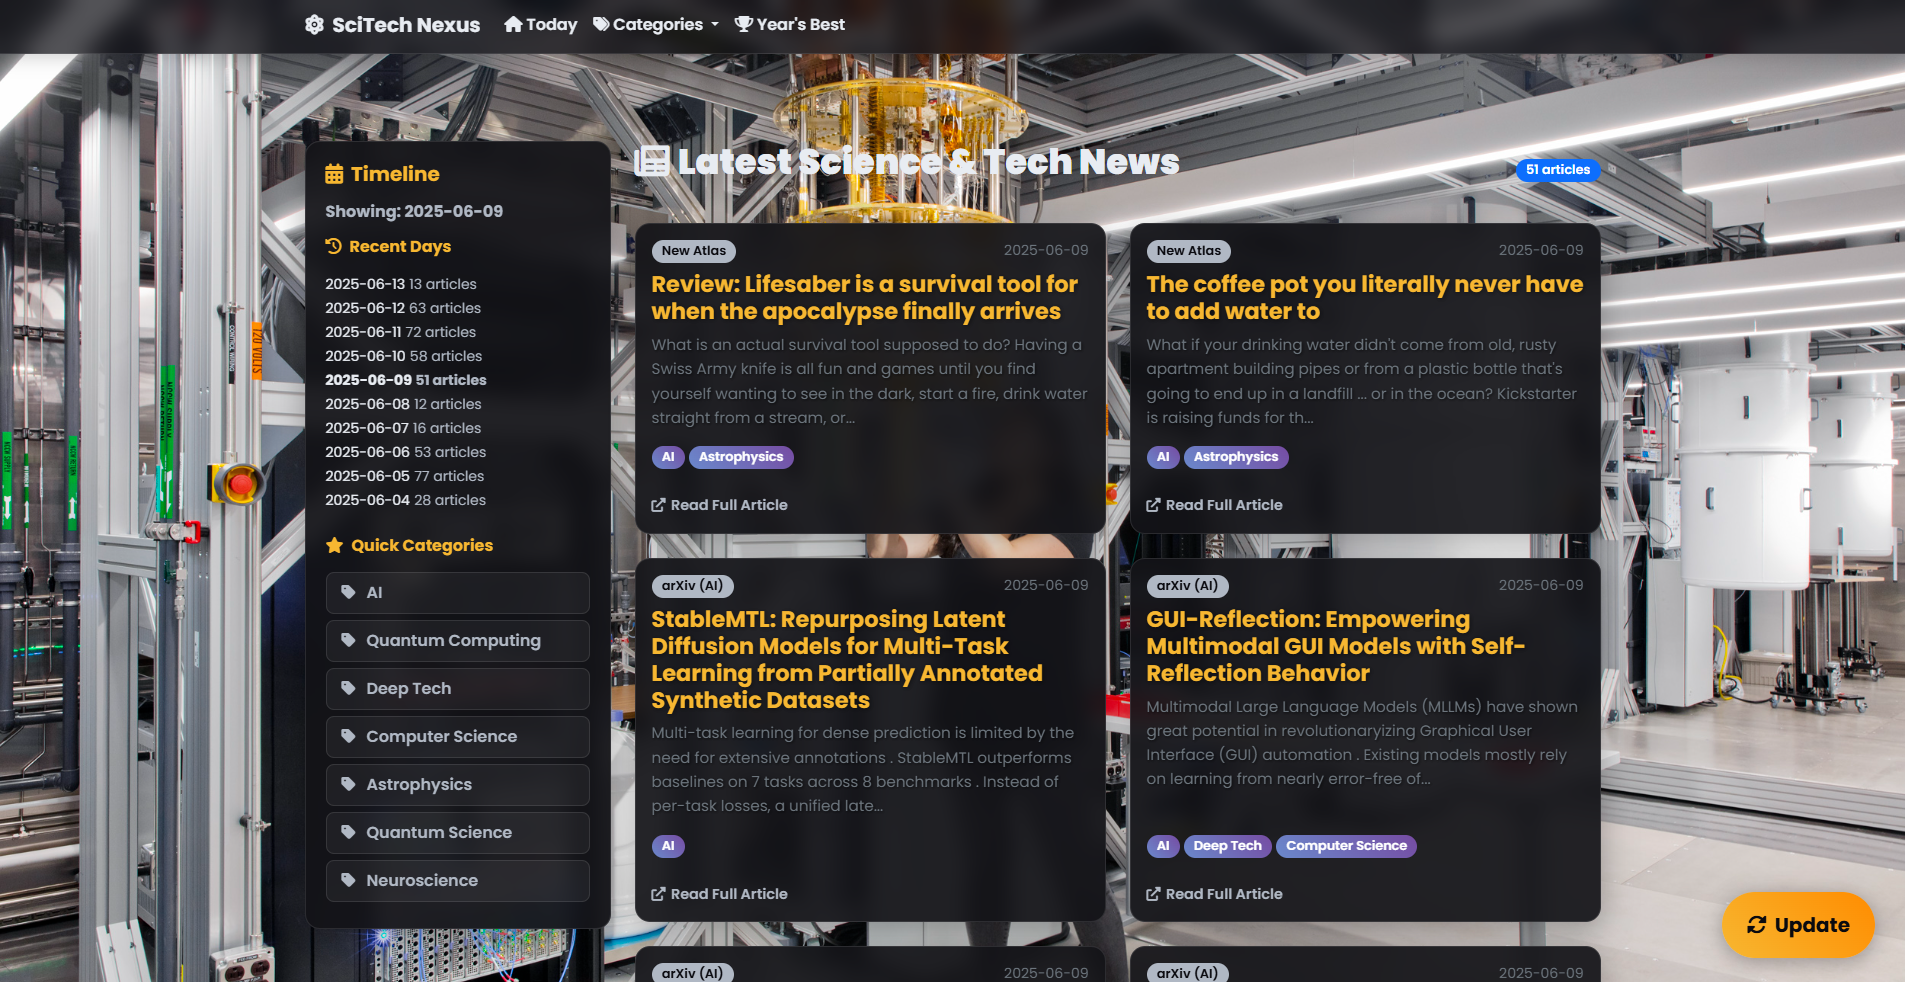 SciTech Nexus Today Categories Year's Best
Timeline
Showing: 2025-06-09
Recent Days
2025-06-13 13 articles
2025-06-12 63 articles
2025-06-11 72 articles
2025-06-10 58 articles
2025-06-09 51 articles
2025-06-08 12 articles
2025-06-07 16 articles
2025-06-06 53 articles
2025-06-05 77 articles
2025-06-04 28 articles
Quick Categories
AI
Quantum Computing
Deep Tech
Computer Science
Astrophysics
Quantum Science
Neuroscience
Latest Science & Tech News
51 articles
New Atlas 2025-06-09
Review: Lifesaber is a survival tool for
when the apocalypse finally arrives
What is an actual survival tool supposed to do? Having a
Swiss Army knife is all fun and games until you find
yourself wanting to see in the dark, start a fire, drink water
straight from a stream, or...
AI Astrophysics
Read Full Article
New Atlas 2025-06-09
The coffee pot you literally never have
to add water to
What if your drinking water didn't come from old, rusty
apartment building pipes or from a plastic bottle that's
going to end up in a landfill ... or in the ocean? Kickstarter
is raising funds for th...
AI Astrophysics
Read Full Article
arXiv (AI) 2025-06-09
StableMTL: Repurposing Latent
Diffusion Models for Multi-Task
Learning from Partially Annotated
Synthetic Datasets
Multi-task learning for dense prediction is limited by the
need for extensive annotations . StableMTL outperforms
baselines on 7 tasks across 8 benchmarks . Instead of
per-task losses, a unified late...
AI
Read Full Article
arXiv (AI) 2025-06-09
GUI-Reflection: Empowering
Multimodal GUI Models with Self-
Reflection Behavior
Multimodal Large Language Models (MLLMs) have shown
great potential in revolutionaryizing Graphical User
Interface (GUI) automation . Existing models mostly rely
on learning from nearly error-free of...
AI Deep Tech Computer Science
Read Full Article
arXiv (AI) 2025-06-09
arXiv (AI) 2025-06-09
Update
120 VOLTS